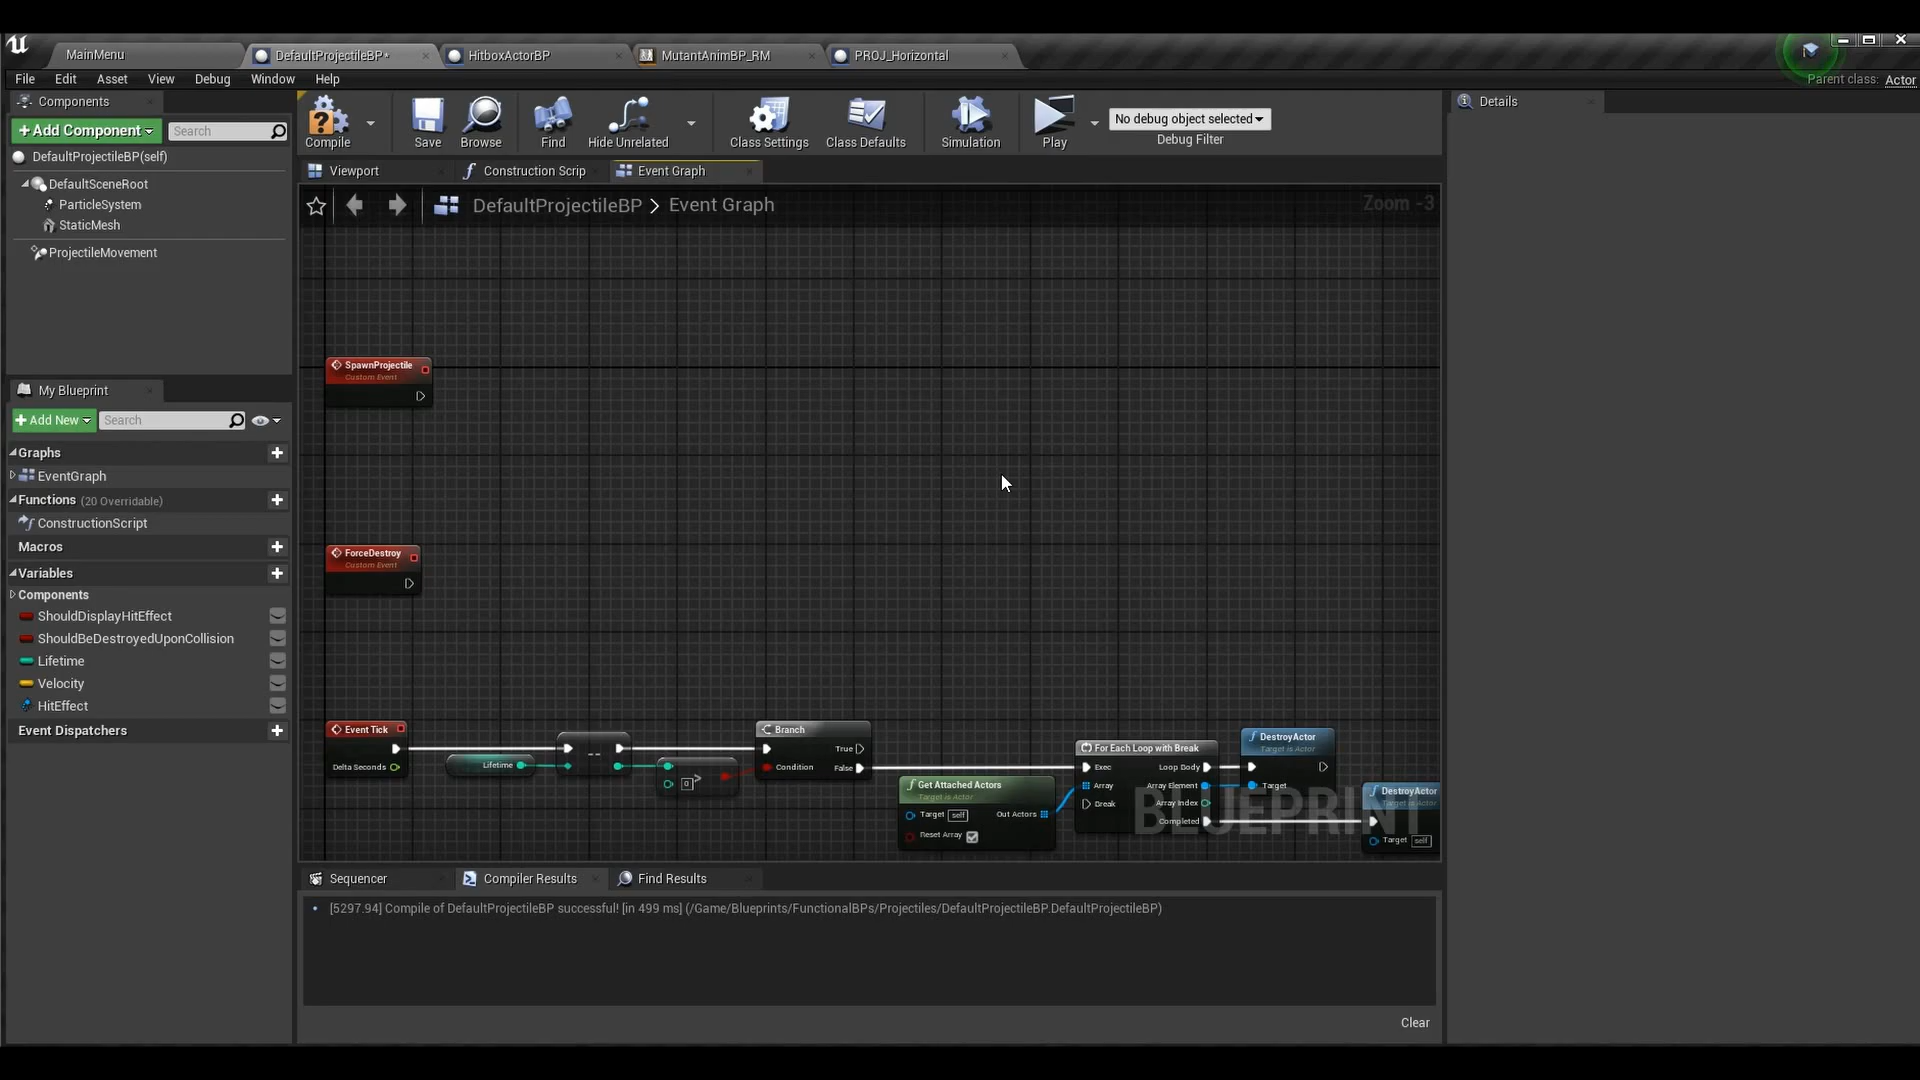 MainMenu
DefaultProjectileBP*
HitboxActorBP
MutantAnimBP_RM
PROJ_Horizontal
File Edit Asset View Debug Window Help
Parent class: Actor
Components
+ Add Component
Search
DefaultProjectileBP(self)
DefaultSceneRoot
ParticleSystem
StaticMesh
ProjectileMovement
Compile
Save
Browse
Find
Hide Unrelated
Class Settings
Class Defaults
Simulation
Play
No debug object selected
Debug Filter
Details
Viewport
Construction Scrip
Event Graph
DefaultProjectileBP > Event Graph
Zoom -3
My Blueprint
+ Add New
Search
Graphs
EventGraph
Functions (20 Overridable)
ConstructionScript
Macros
Variables
Components
ShouldDisplayHitEffect
ShouldBeDestroyedUponCollision
Lifetime
Velocity
HitEffect
Event Dispatchers
SpawnProjectile
Custom Event
ForceDestroy
Custom Event
Event Tick
Delta Seconds
Lifetime
--
0
>
Branch
True
Condition False
Get Attached Actors
Target is Actor
Target self Out Actors
Reset Array
For Each Loop with Break
Exec Loop Body
Array Array Element
Break Array Index
Completed
DestroyActor
Target is Actor
Target
DestroyActor
Target is Actor
Target self
BLUEPRINT
Sequencer
Compiler Results
Find Results
[5297.94] Compile of DefaultProjectileBP successful! [in 499 ms] (/Game/Blueprints/FunctionalBPs/Projectiles/DefaultProjectileBP.DefaultProjectileBP)
Clear